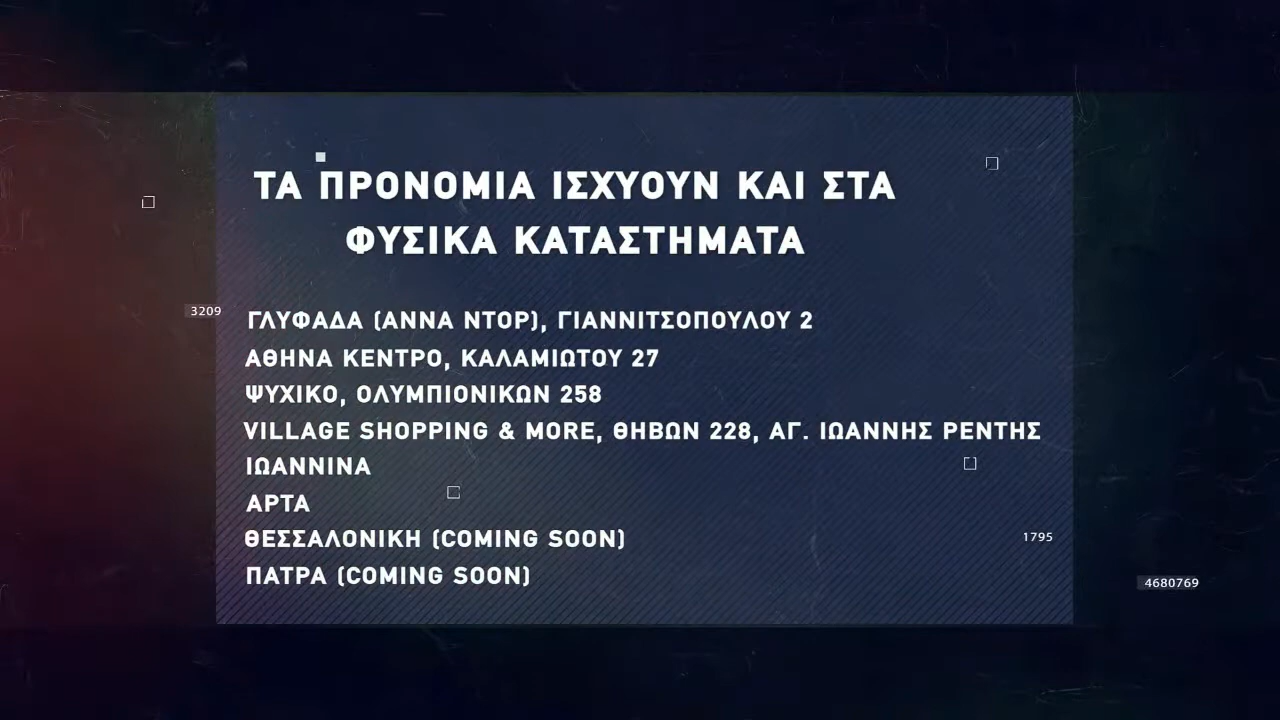 ΤΑ ΠΡΟΝΟΜΙΑ ΙΣΧΥΟΥΝ ΚΑΙ ΣΤΑ
ΦΥΣΙΚΑ ΚΑΤΑΣΤΗΜΑΤΑ
3209
ΓΛΥΦΑΔΑ (ΑΝΝΑ ΝΤΟΡ), ΓΙΑΝΝΙΤΣΟΠΟΥΛΟΥ 2
ΑΘΗΝΑ ΚΕΝΤΡΟ, ΚΑΛΑΜΙΩΤΟΥ 27
ΨΥΧΙΚΟ, ΟΛΥΜΠΙΟΝΙΚΩΝ 258
VILLAGE SHOPPING & MORE, ΘΗΒΩΝ 228, ΑΓ. ΙΩΑΝΝΗΣ ΡΕΝΤΗΣ
ΙΩΑΝΝΙΝΑ
ΑΡΤΑ
ΘΕΣΣΑΛΟΝΙΚΗ (COMING SOON)
1795
ΠΑΤΡΑ (COMING SOON)
4680769